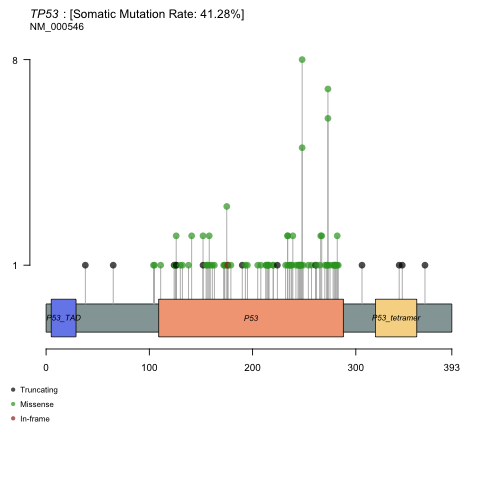 TP53 : [Somatic Mutation Rate: 41.28%]
NM_000546
8
1
P53_TAD
P53
P53_tetramer
0
100
200
300
393
Truncating
Missense
In-frame